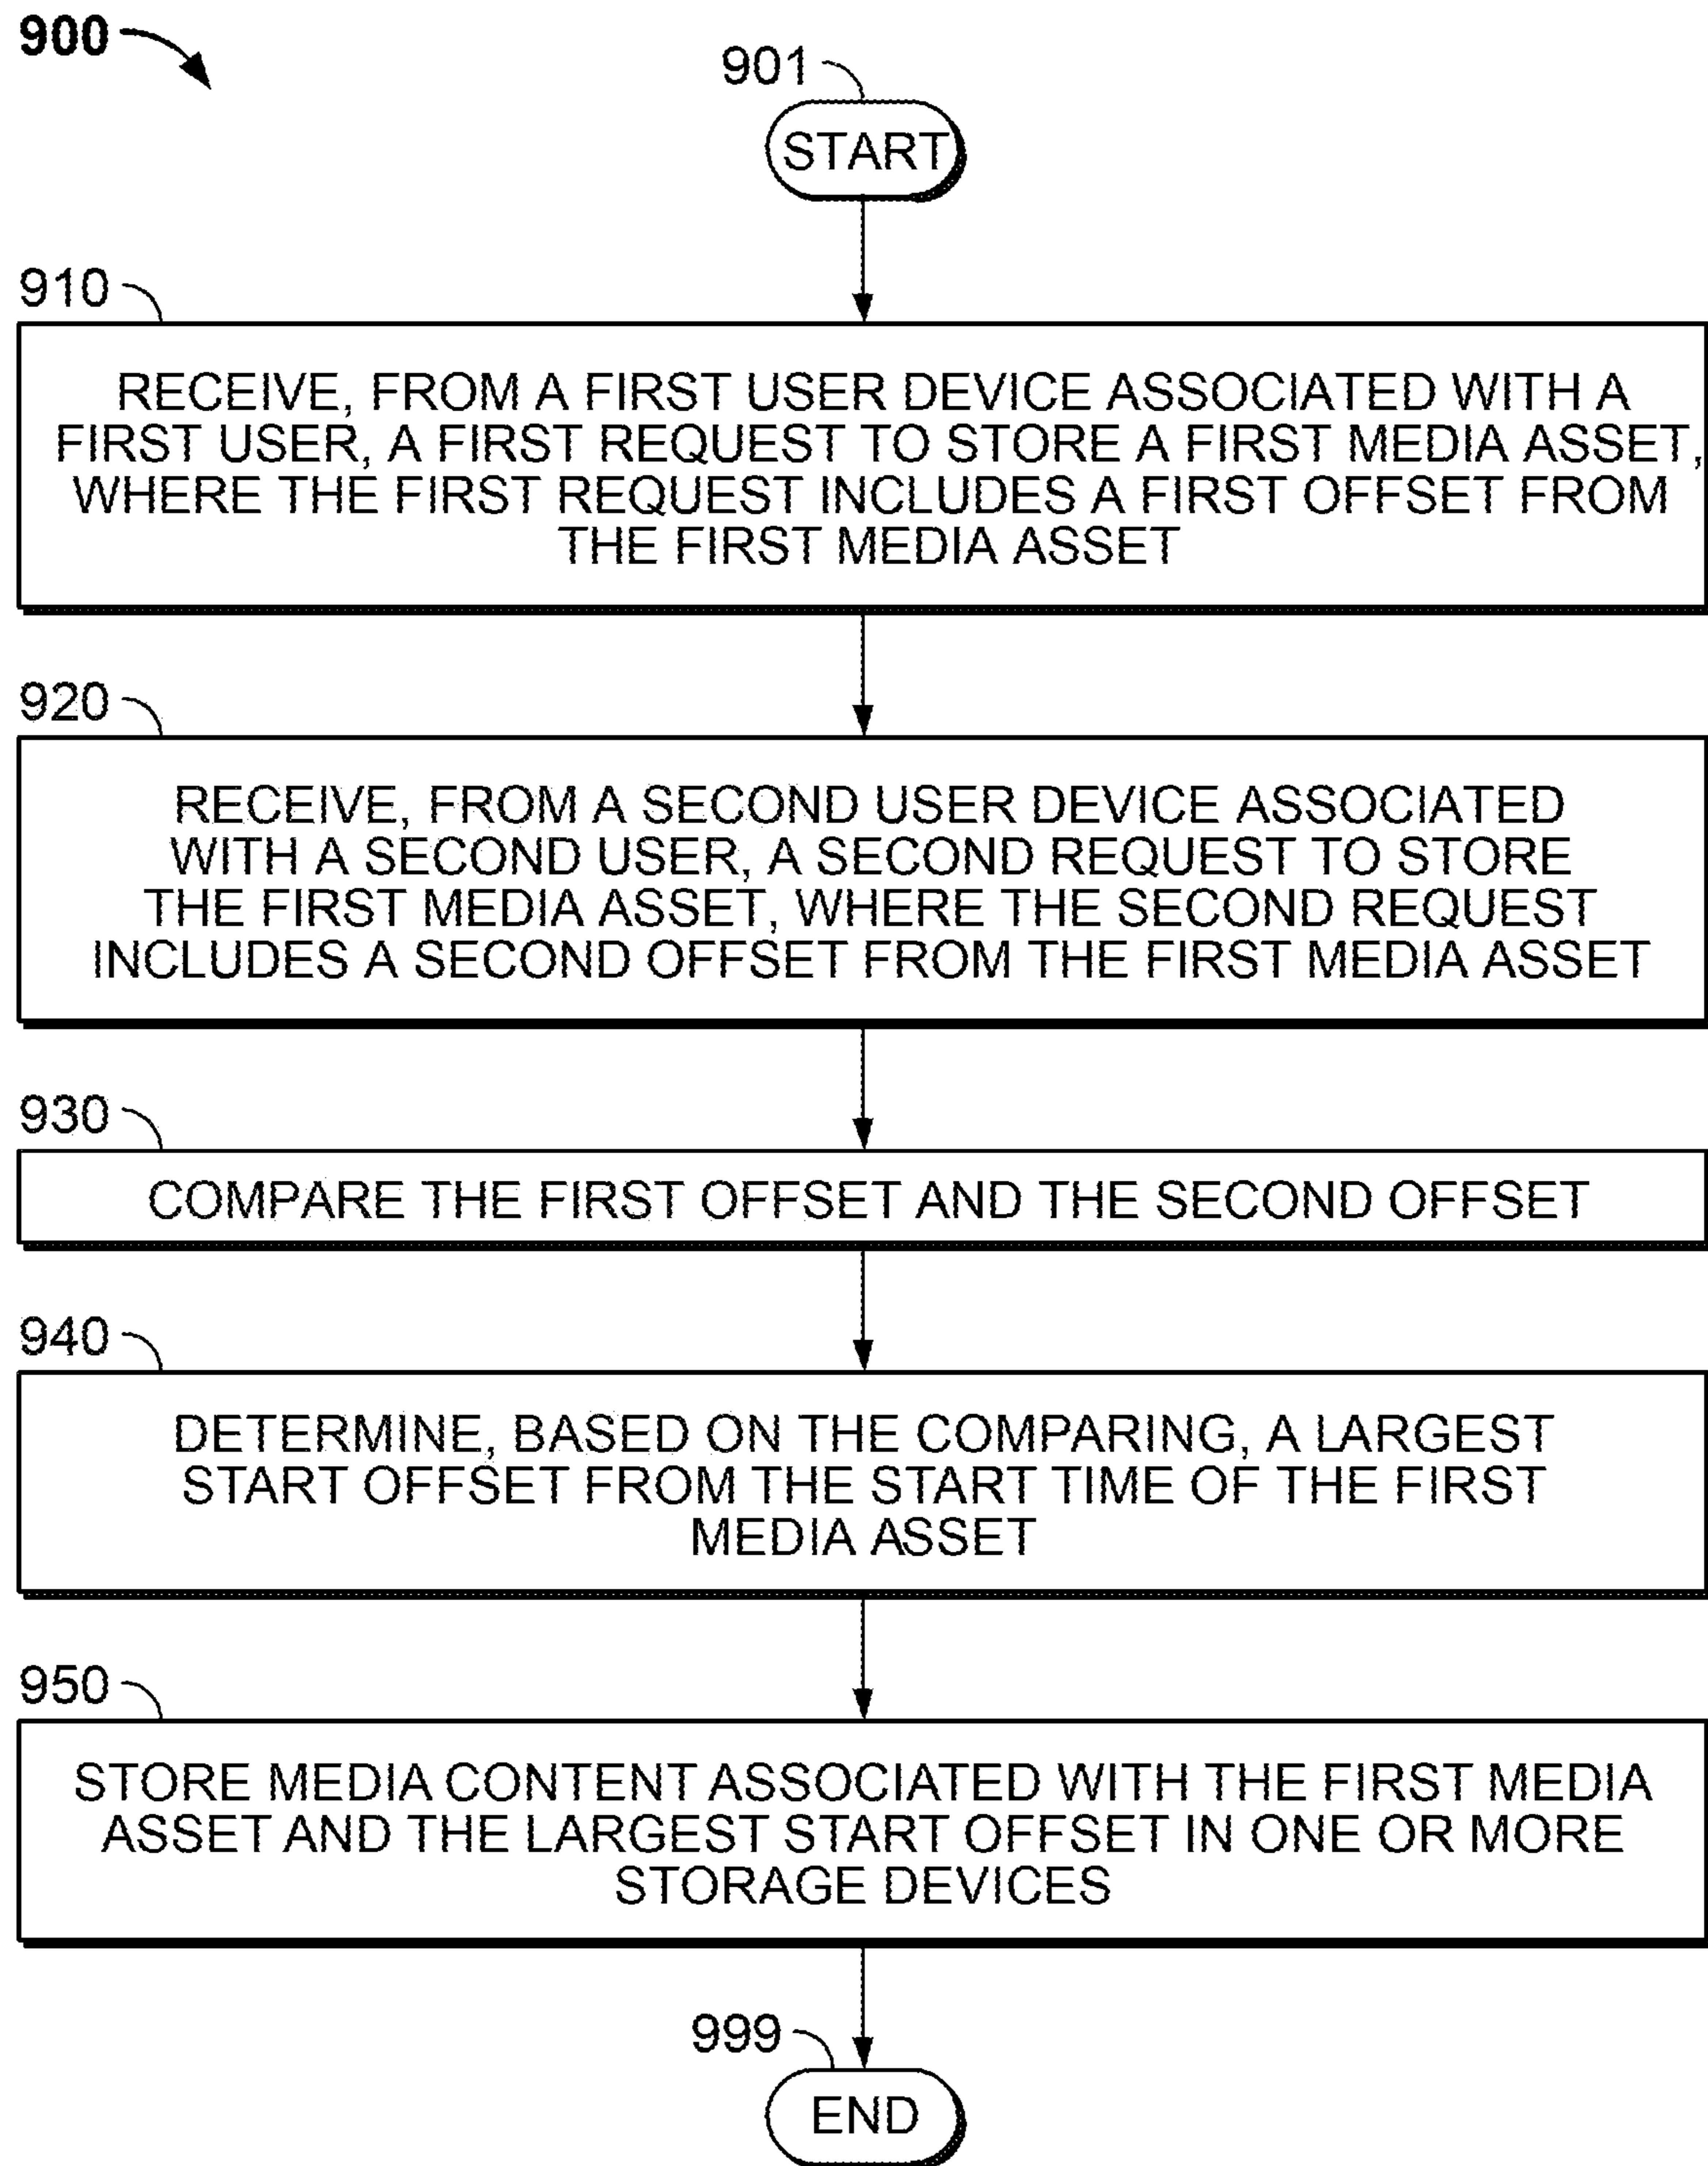 900
901
START
910
RECEIVE, FROM A FIRST USER DEVICE ASSOCIATED WITH A
FIRST USER, A FIRST REQUEST TO STORE A FIRST MEDIA ASSET,
WHERE THE FIRST REQUEST INCLUDES A FIRST OFFSET FROM
THE FIRST MEDIA ASSET
920
RECEIVE, FROM A SECOND USER DEVICE ASSOCIATED
WITH A SECOND USER, A SECOND REQUEST TO STORE
THE FIRST MEDIA ASSET, WHERE THE SECOND REQUEST
INCLUDES A SECOND OFFSET FROM THE FIRST MEDIA ASSET
930
COMPARE THE FIRST OFFSET AND THE SECOND OFFSET
940
DETERMINE, BASED ON THE COMPARING, A LARGEST
START OFFSET FROM THE START TIME OF THE FIRST
MEDIA ASSET
950
STORE MEDIA CONTENT ASSOCIATED WITH THE FIRST MEDIA
ASSET AND THE LARGEST START OFFSET IN ONE OR MORE
STORAGE DEVICES
999
END